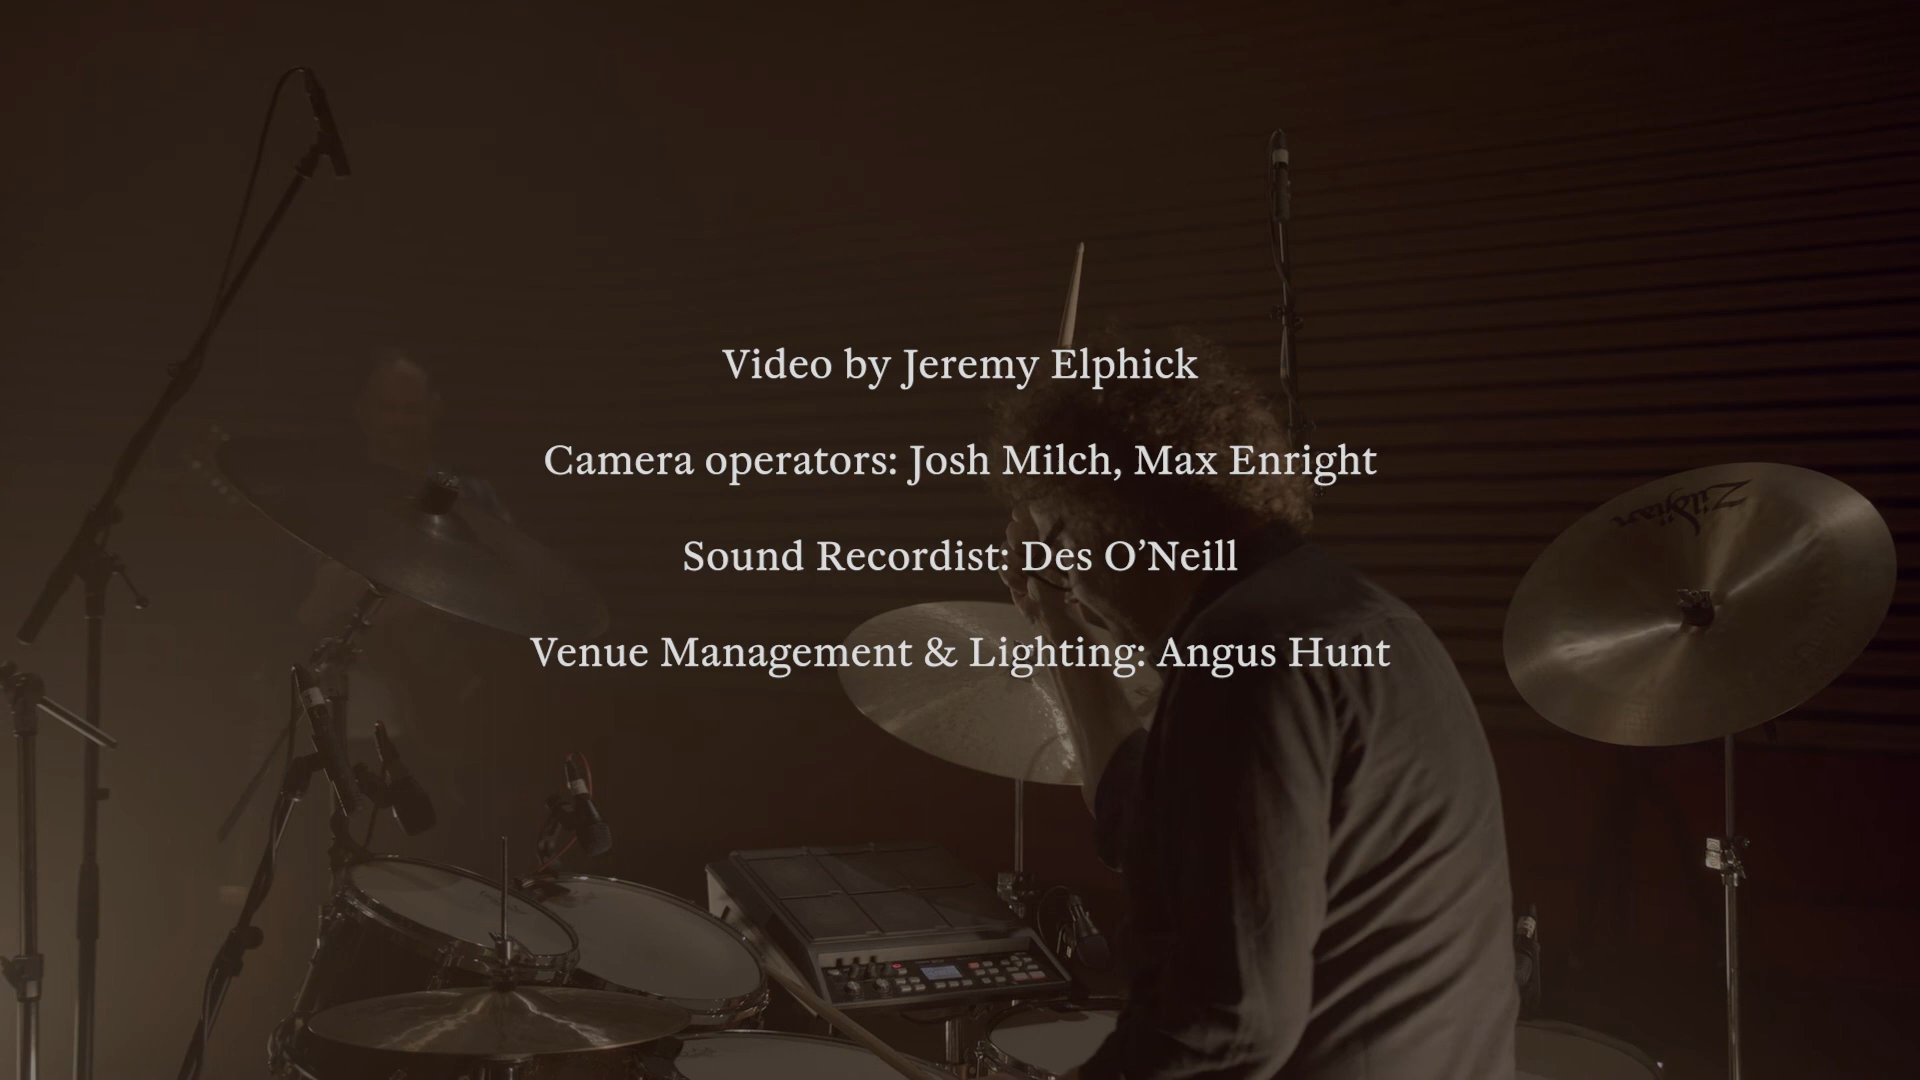 Video by Jeremy Elphick
Camera operators: Josh Milch, Max Enright
Sound Recordist: Des O’Neill
Venue Management & Lighting: Angus Hunt
Zildjian